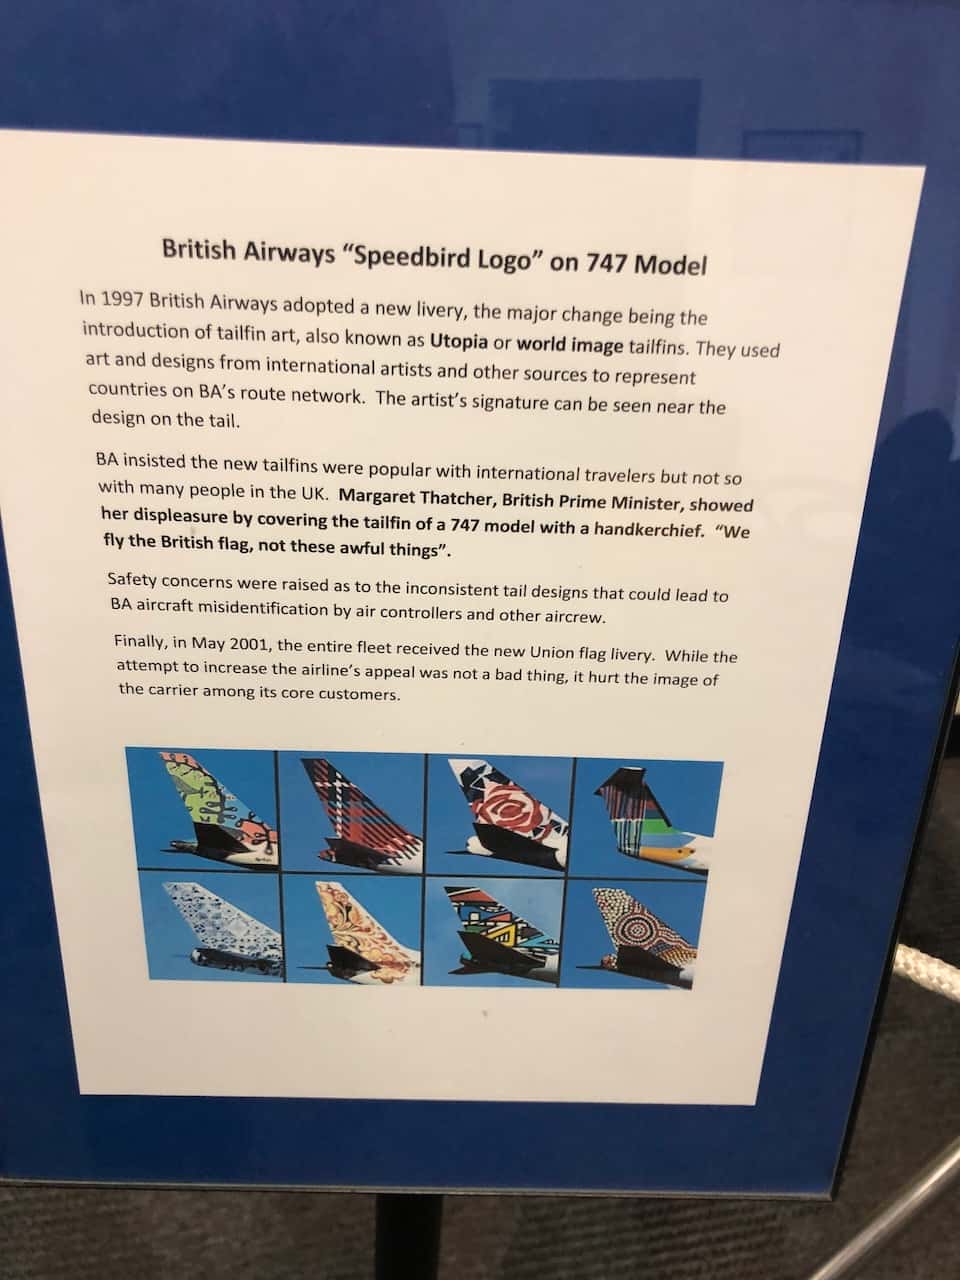 British Airways “Speedbird Logo” on 747 Model
In 1997 British Airways adopted a new livery, the major change being the
introduction of tailfin art, also known as Utopia or world image tailfins. They used
art and designs from international artists and other sources to represent
countries on BA’s route network. The artist’s signature can be seen near the
design on the tail.
BA insisted the new tailfins were popular with international travelers but not so
with many people in the UK. Margaret Thatcher, British Prime Minister, showed
her displeasure by covering the tailfin of a 747 model with a handkerchief. “We
fly the British flag, not these awful things”.
Safety concerns were raised as to the inconsistent tail designs that could lead to
BA aircraft misidentification by air controllers and other aircrew.
Finally, in May 2001, the entire fleet received the new Union flag livery. While the
attempt to increase the airline’s appeal was not a bad thing, it hurt the image of
the carrier among its core customers.